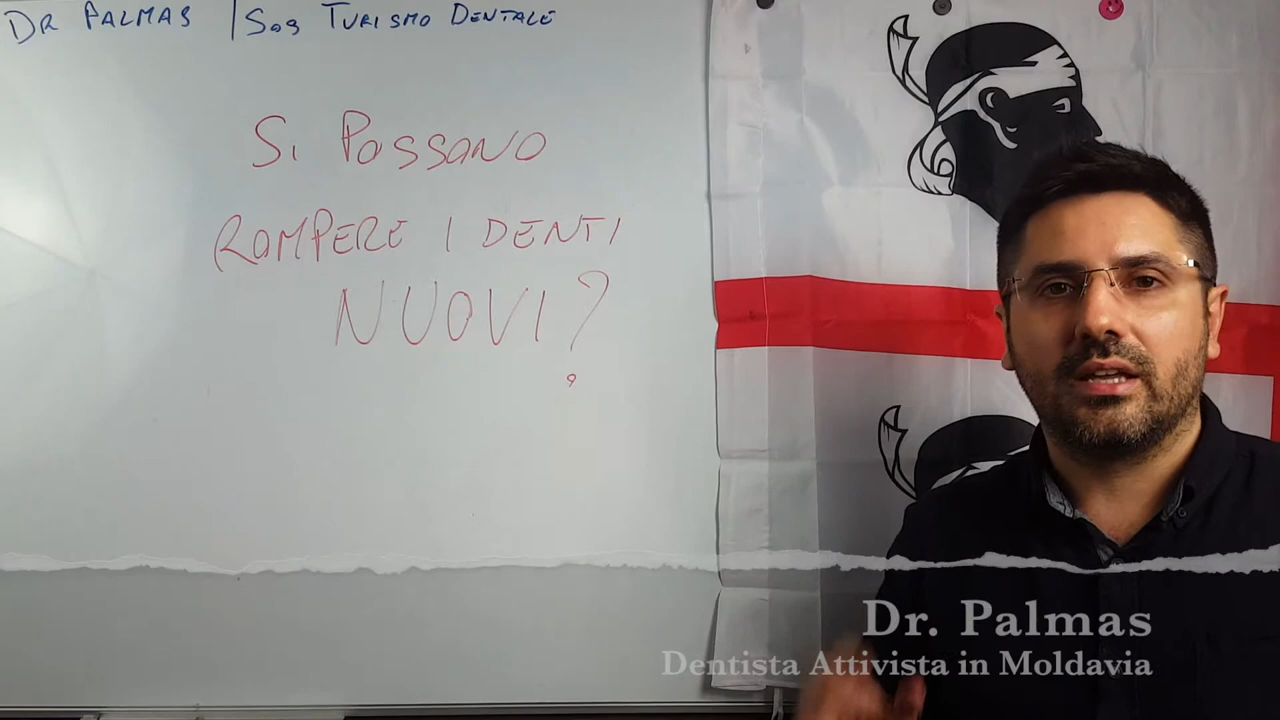 DR PALMAS | SOS TURISMO DENTALE
SI POSSONO
ROMPERE I DENTI
NUOVI?
Dr. Palmas
Dentista Attivista in Moldavia